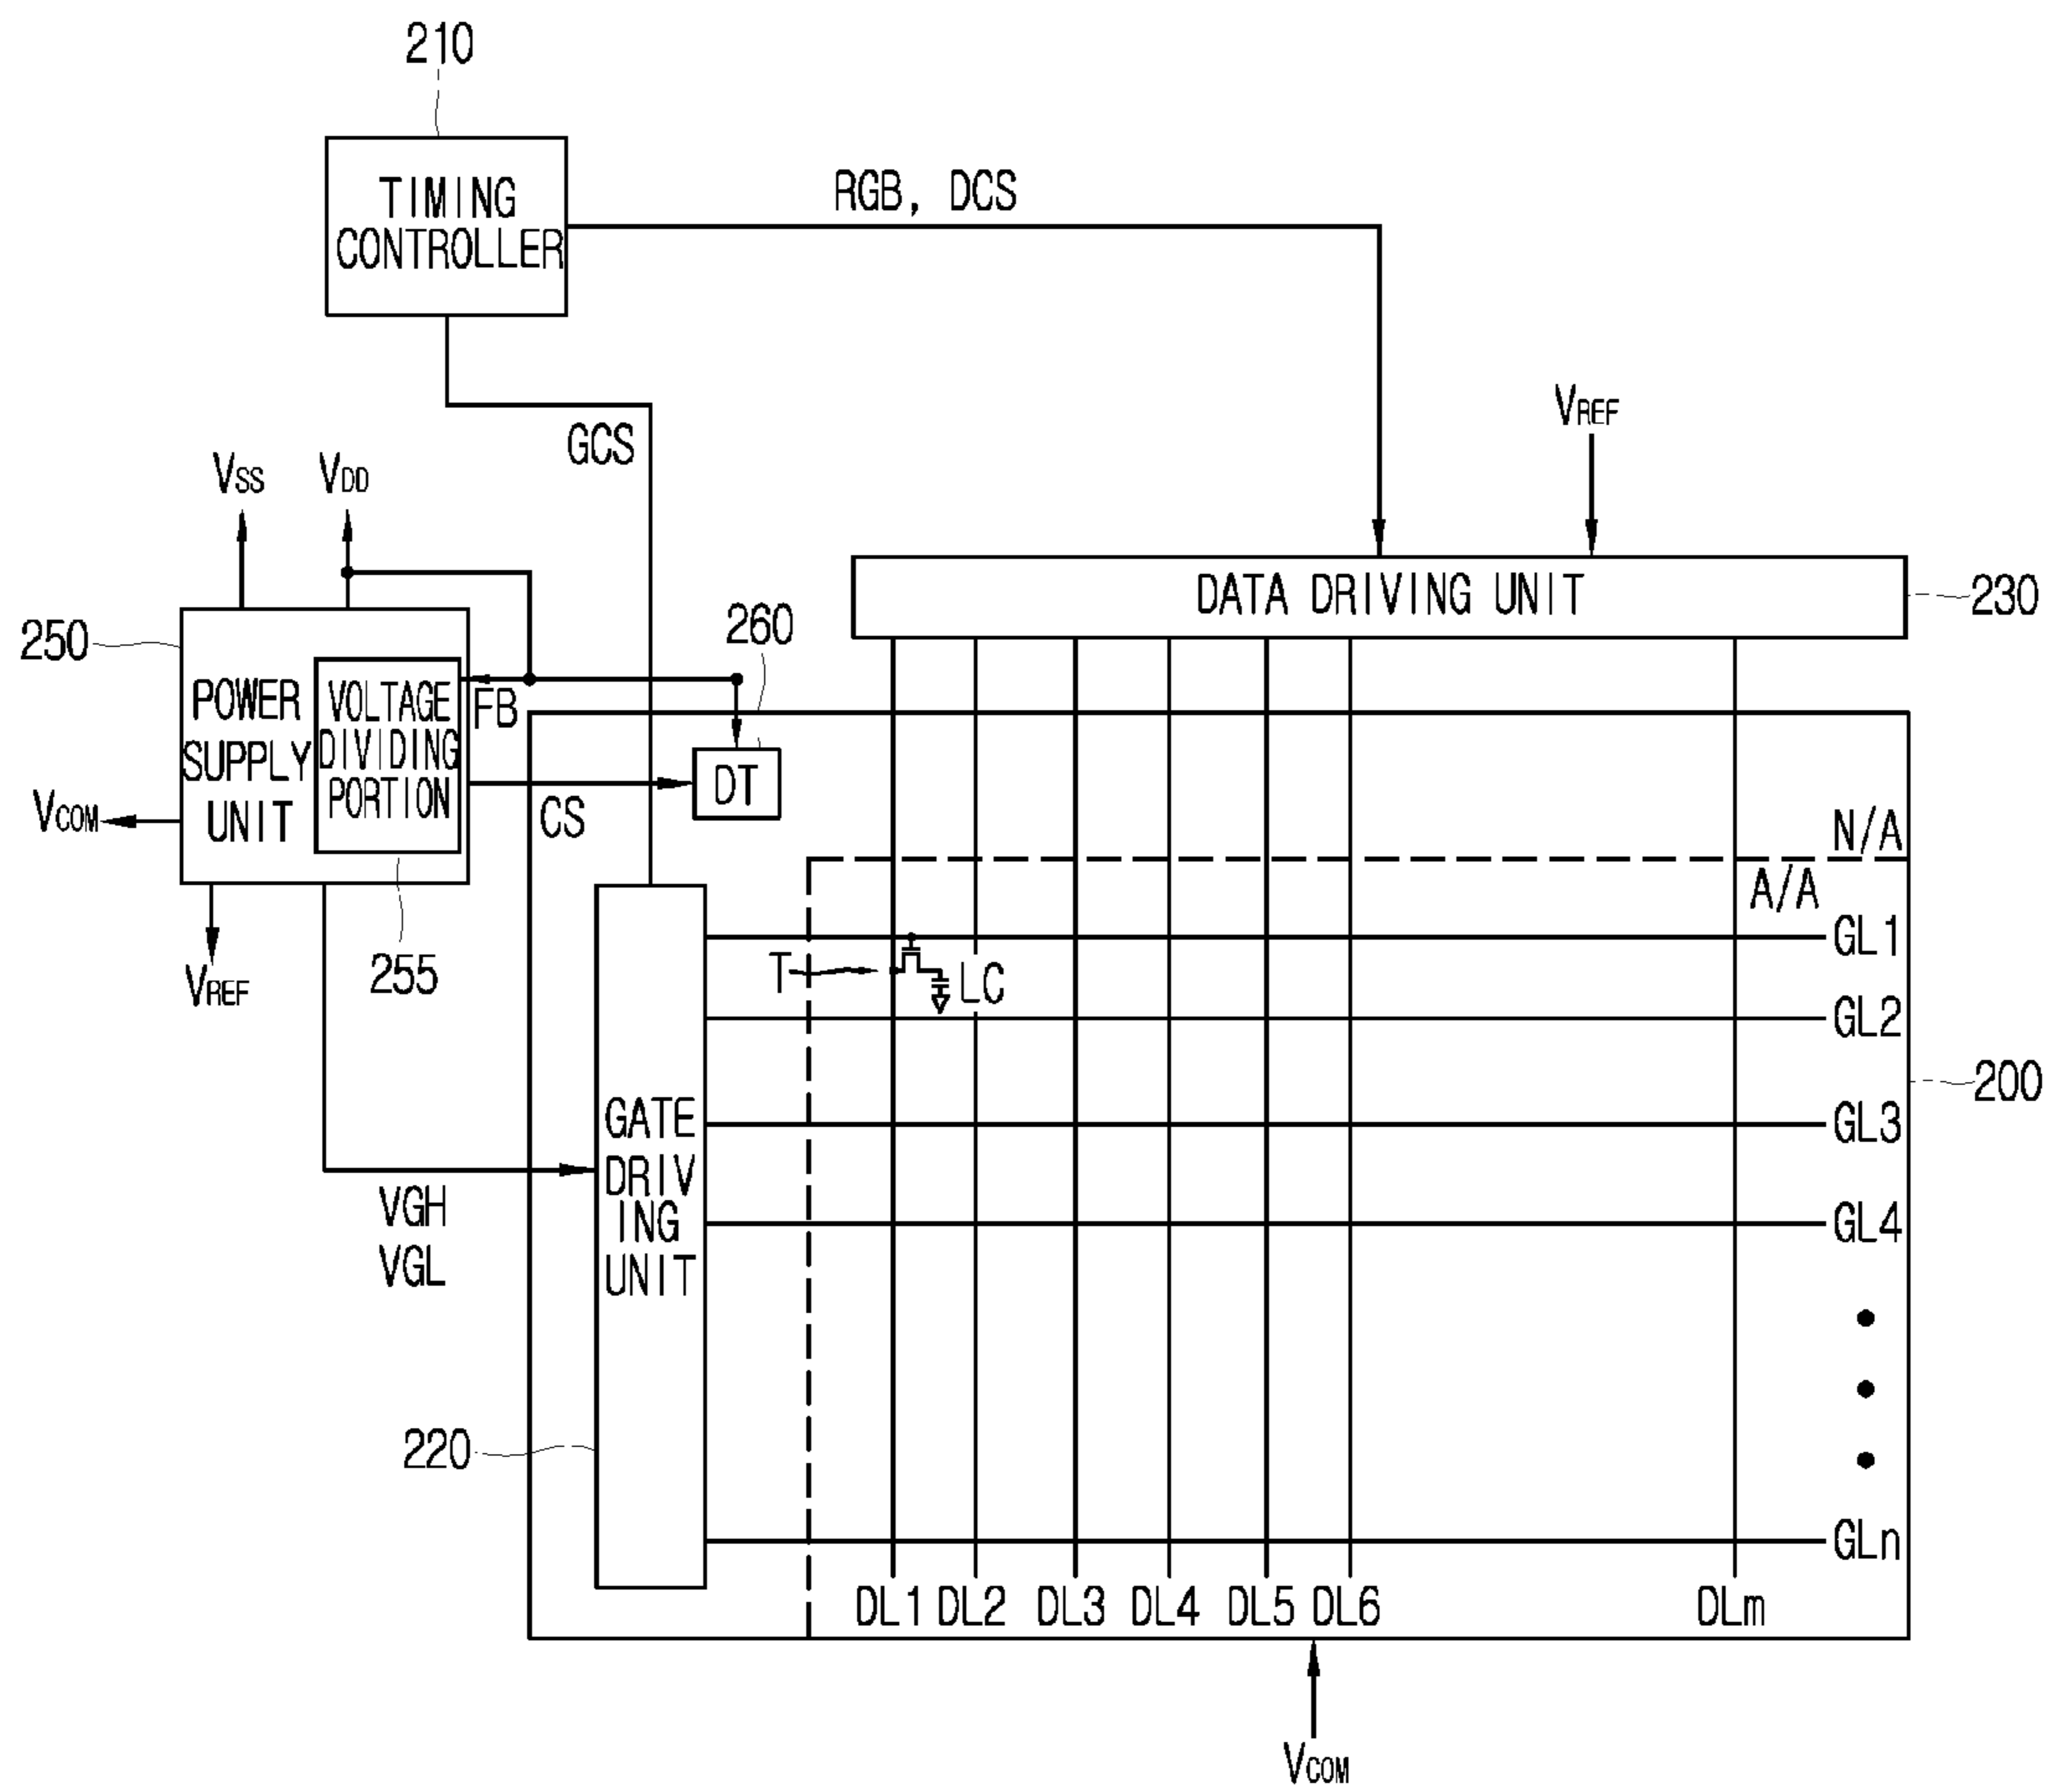 210
TIMING
CONTROLLER
RGB, DCS
GCS
VREF
VSS
VDD
DATA DRIVING UNIT
230
260
250
POWER
SUPPLY
UNIT
VOLTAGE
DIVIDING
PORTION
FB
DT
CS
VCOM
N/A
A/A
VREF
255
T
LC
GL1
GL2
200
GL3
GL4
GATE
DRIV
ING
UNIT
VGH
VGL
220
GLn
DL1 DL2 DL3 DL4 DL5 DL6 DLm
VCOM